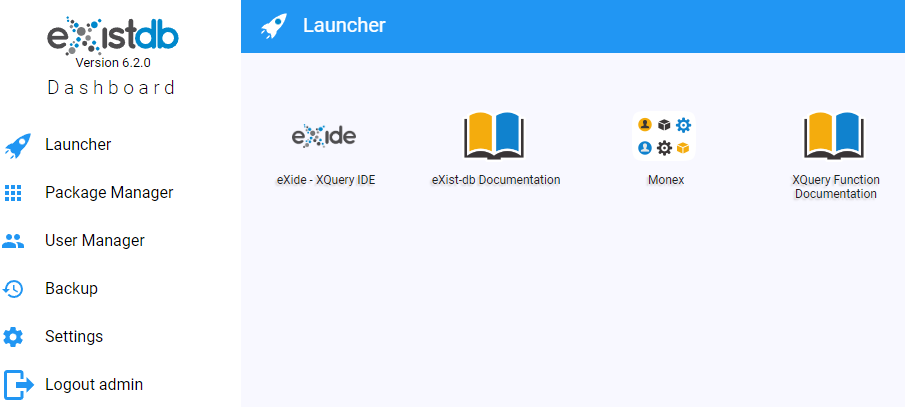 eXistdb
Version 6.2.0
Dashboard
Launcher
Package Manager
User Manager
Backup
Settings
Logout admin
Launcher
eXide
eXide - XQuery IDE
eXist-db Documentation
Monex
XQuery Function
Documentation